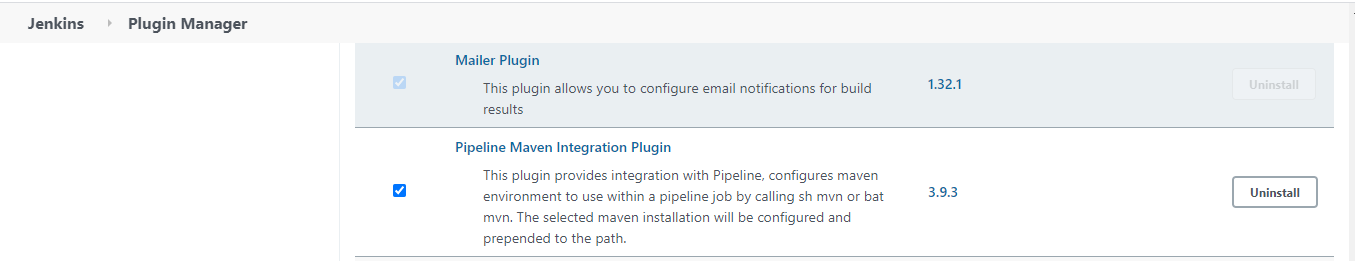 Jenkins Plugin Manager
Mailer Plugin
This plugin allows you to configure email notifications for build
results
1.32.1
Uninstall
Pipeline Maven Integration Plugin
This plugin provides integration with Pipeline, configures maven
environment to use within a pipeline job by calling sh mvn or bat
mvn. The selected maven installation will be configured and
prepended to the path.
3.9.3
Uninstall